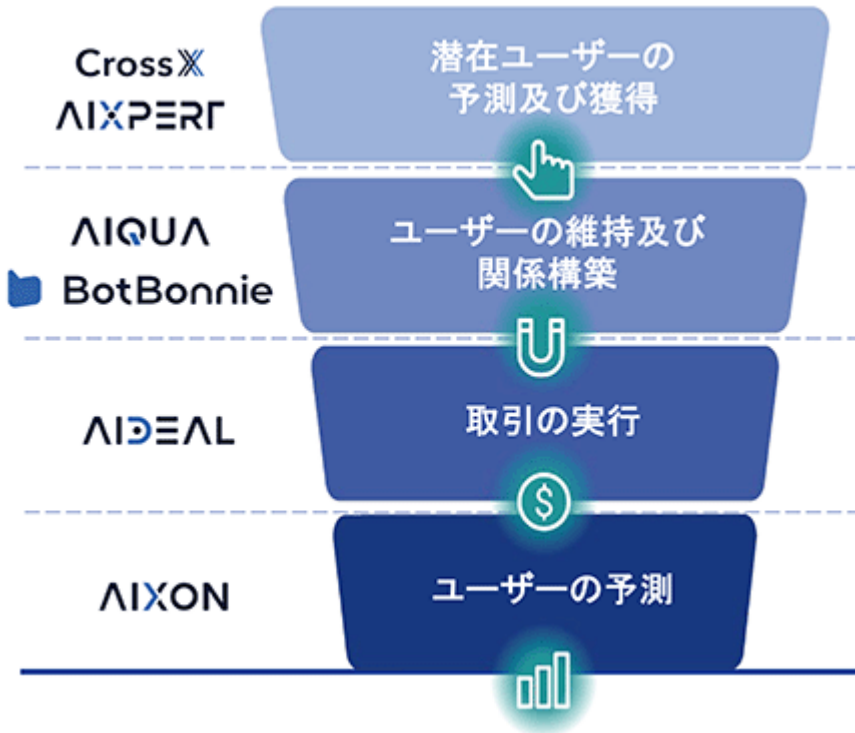 CrossX
AIXPERT
潜在ユーザーの
予測及び獲得
AIQUA
BotBonnie
ユーザーの維持及び
関係構築
AIDEAL
取引の実行
$
AIXON
ユーザーの予測